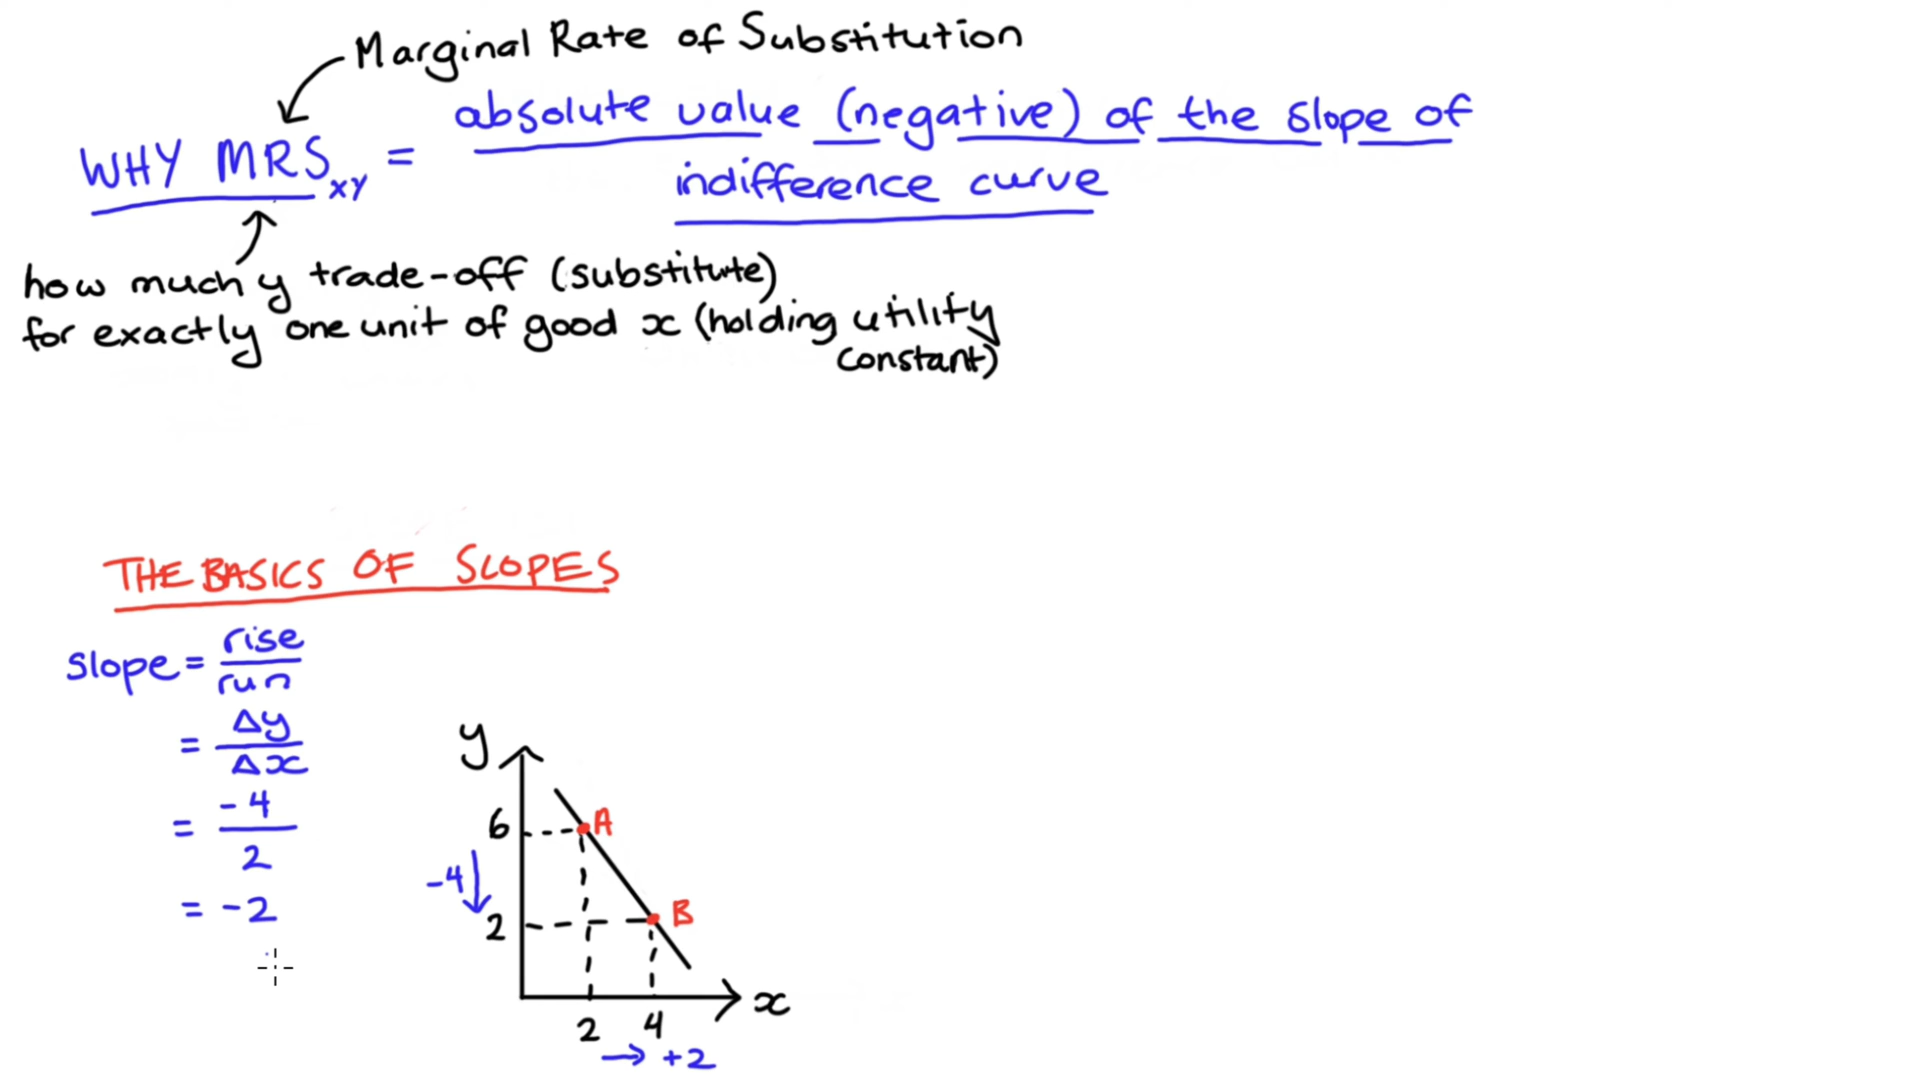 Marginal Rate of Substitution
WHY MRSxy = absolute value (negative) of the slope of
indifference curve
how much y trade-off (substitute)
for exactly one unit of good x (holding utility
constant)
THE BASICS OF SLOPES
slope = rise
run
= Δy
Δx
= -4
2
= -2
y
6
A
-4
2
B
x
2 4
→ +2